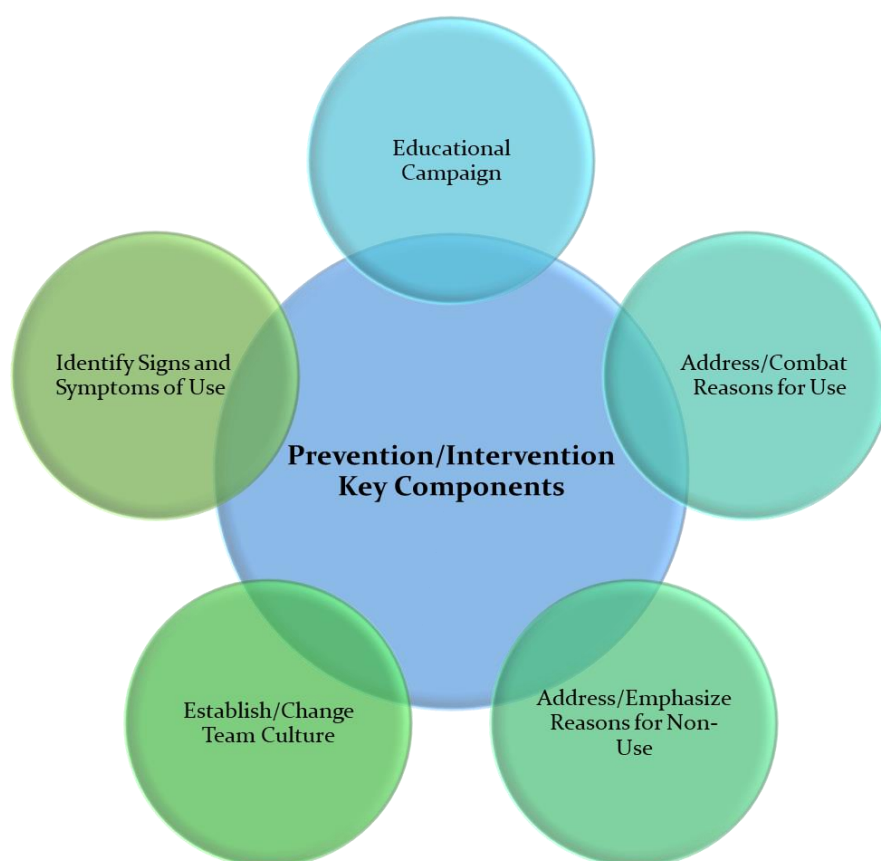 Educational
Campaign
Identify Signs and
Symptoms of Use
Address/Combat
Reasons for Use
Prevention/Intervention
Key Components
Establish/Change
Team Culture
Address/Emphasize
Reasons for Non-
Use